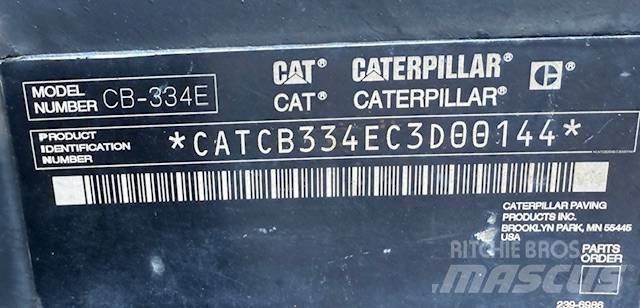 CAT® CATERPILLAR® C®
CAT® CATERPILLAR®
MODEL NUMBER CB-334E
PRODUCT IDENTIFICATION NUMBER *CATCB334EC3D00144*
CATERPILLAR PAVING
PRODUCTS INC.
BROOKLYN PARK, MN 55445
USA
PARTS
ORDER
239-6986
RITCHIE BROS
MASCUS